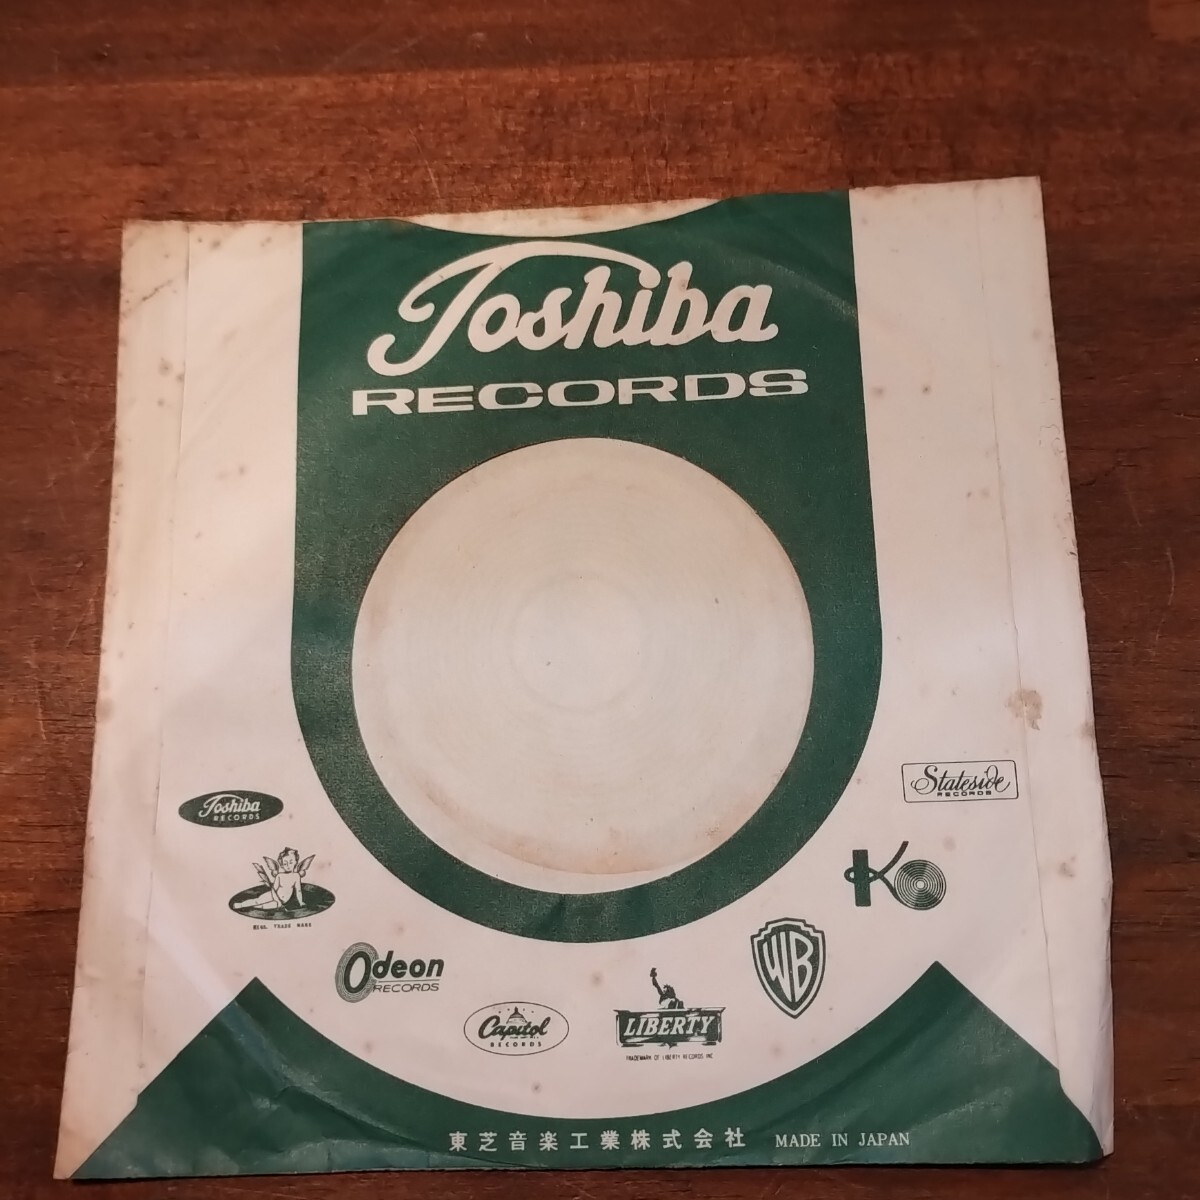 Toshiba
RECORDS
Toshiba
RECORDS
REG. TRADE MARK
Odeon
RECORDS
Capitol
RECORDS
LIBERTY
TRADEMARK OF LIBERTY RECORDS INC
WB
KO
Stateside
RECORDS
東芝音楽工業株式会社 MADE IN JAPAN